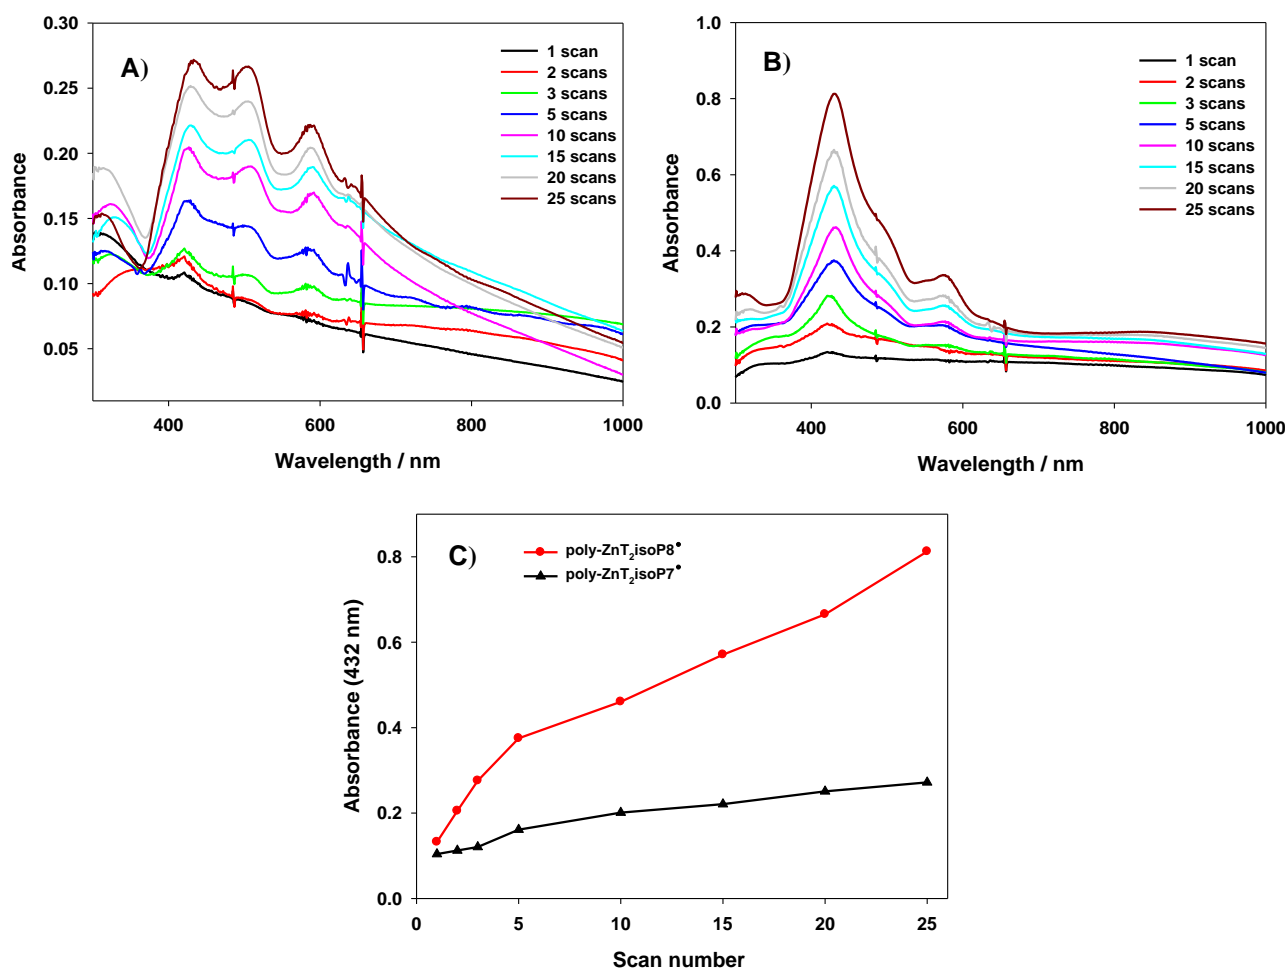 A)
0.30
0.25
0.20
0.15
0.10
0.05
Absorbance
1 scan
2 scans
3 scans
5 scans
10 scans
15 scans
20 scans
25 scans
400
600
800
1000
Wavelength / nm
B)
1.0
0.8
0.6
0.4
0.2
0.0
Absorbance
1 scan
2 scans
3 scans
5 scans
10 scans
15 scans
20 scans
25 scans
400
600
800
1000
Wavelength / nm
C)
poly-ZnT₂isoP8•
poly-ZnT₂isoP7•
0.8
0.6
0.4
0.2
0.0
Absorbance (432 nm)
0
5
10
15
20
25
Scan number